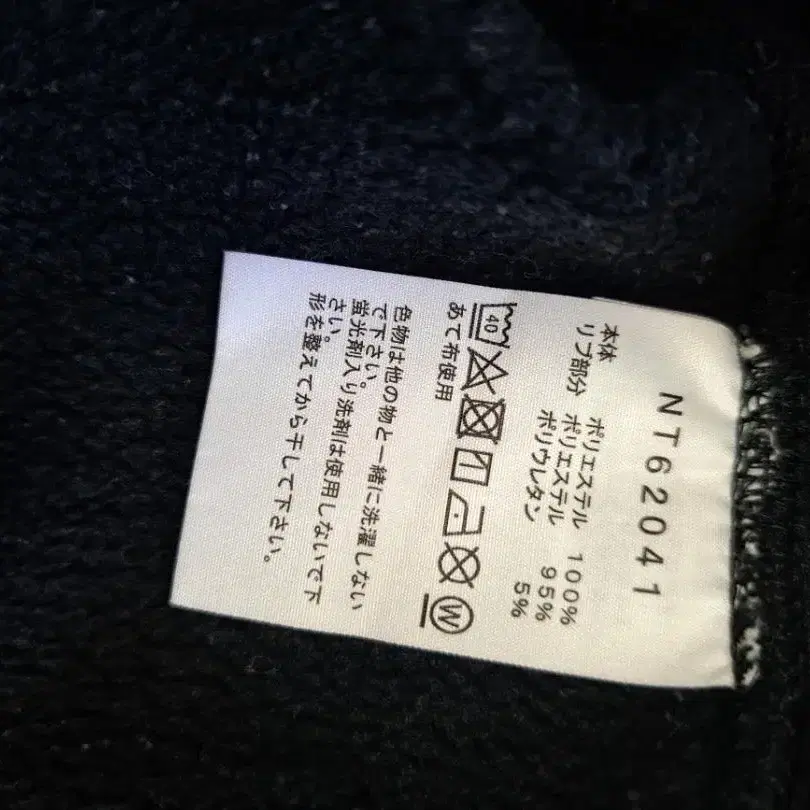 NT62041
本体 ポリエステル 100%
リブ部分 ポリエステル 95%
ポリウレタン 5%
40
W
あて布使用
色物は他の物と一緒に洗濯しない
で下さい。
蛍光剤入り洗剤は使用しないで下
さい。
形を整えてから干して下さい。